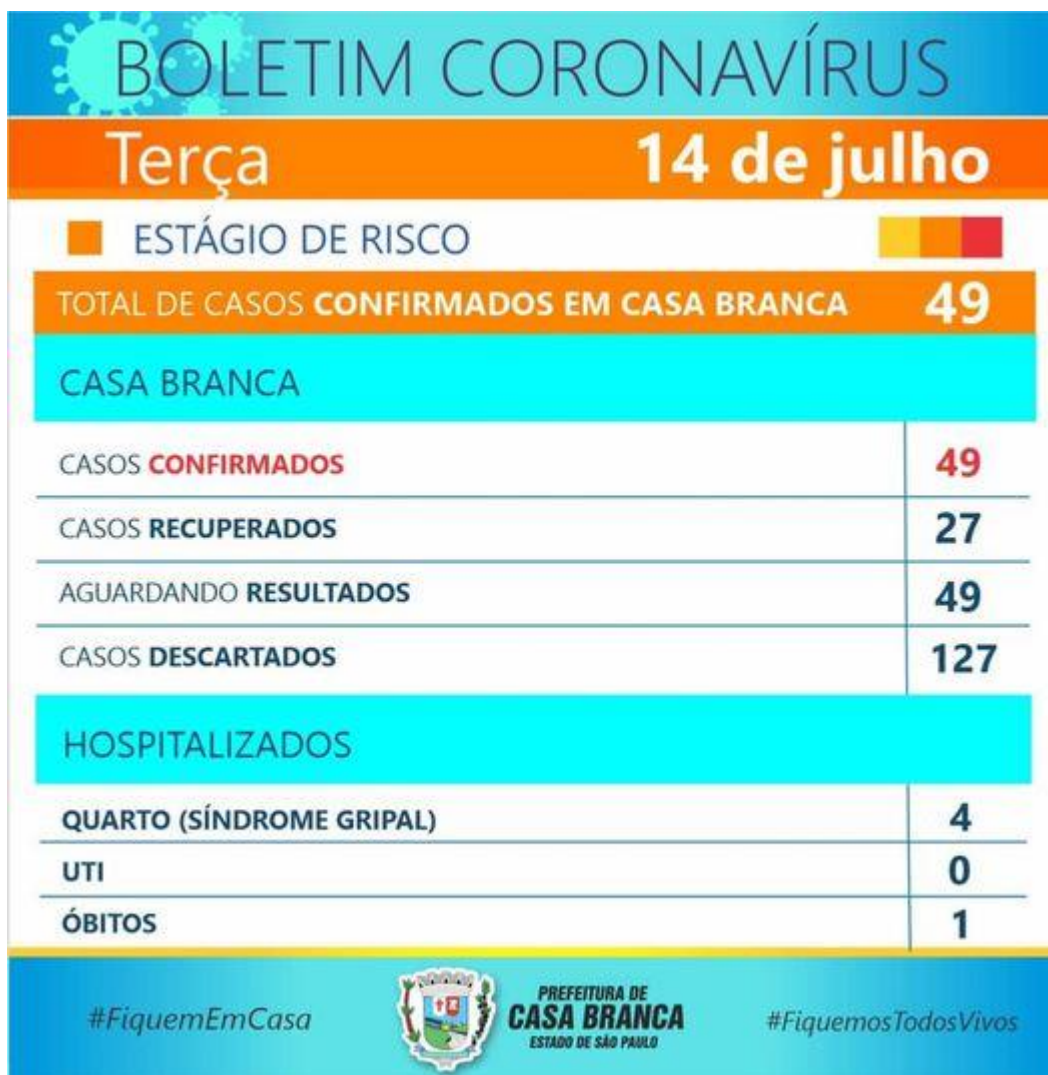 BOLETIM CORONAVÍRUS
Terça 14 de julho
ESTÁGIO DE RISCO
TOTAL DE CASOS CONFIRMADOS EM CASA BRANCA 49
CASA BRANCA
CASOS CONFIRMADOS 49
CASOS RECUPERADOS 27
AGUARDANDO RESULTADOS 49
CASOS DESCARTADOS 127
HOSPITALIZADOS
QUARTO (SÍNDROME GRIPAL) 4
UTI 0
ÓBITOS 1
#FiquemEmCasa
PREFEITURA DE
CASA BRANCA
ESTADO DE SÃO PAULO
#FiquemosTodosVivos